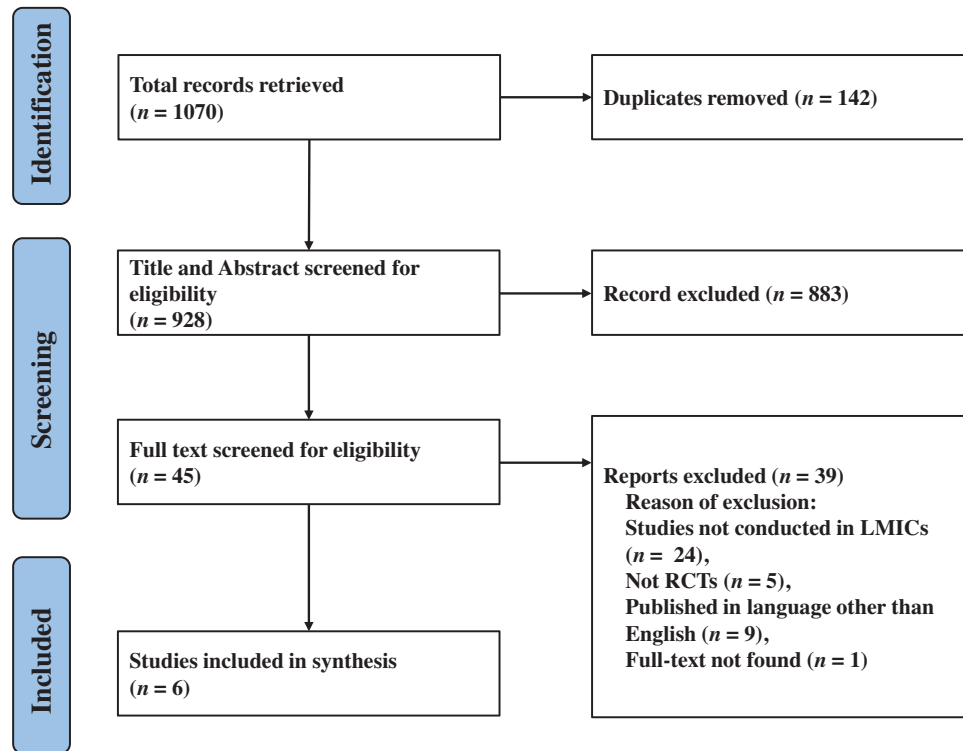 Identification
Total records retrieved
(n = 1070)
Duplicates removed (n = 142)
Screening
Title and Abstract screened for
eligibility
(n = 928)
Record excluded (n = 883)
Full text screened for eligibility
(n = 45)
Reports excluded (n = 39)
Reason of exclusion:
Studies not conducted in LMICs
(n = 24),
Not RCTs (n = 5),
Published in language other than
English (n = 9),
Full-text not found (n = 1)
Included
Studies included in synthesis
(n = 6)